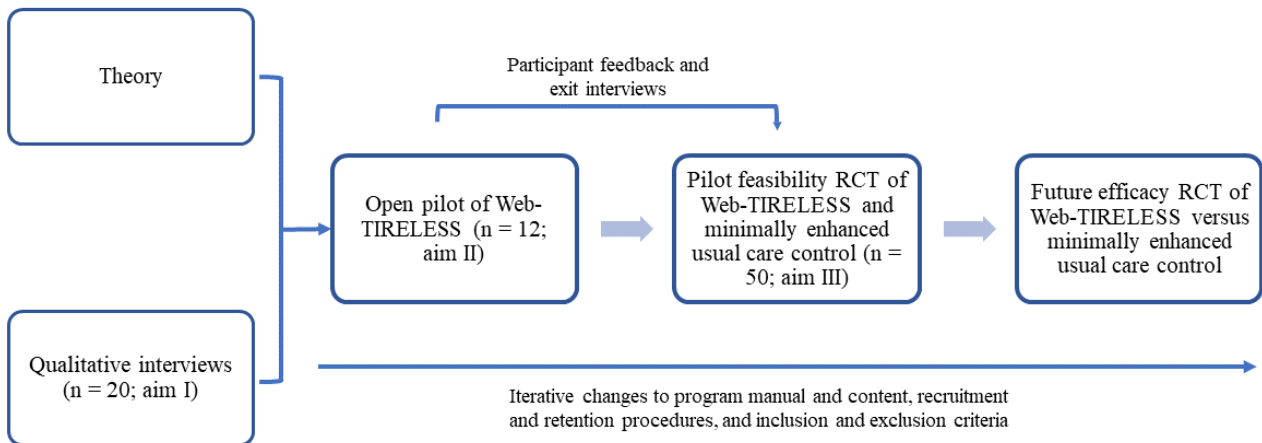 Theory
Participant feedback and
exit interviews
Open pilot of Web-
TIRELESS (n = 12;
aim II)
Pilot feasibility RCT of
Web-TIRELESS and
minimally enhanced
usual care control (n =
50; aim III)
Future efficacy RCT of
Web-TIRELESS versus
minimally enhanced
usual care control
Qualitative interviews
(n = 20; aim I)
Iterative changes to program manual and content, recruitment
and retention procedures, and inclusion and exclusion criteria